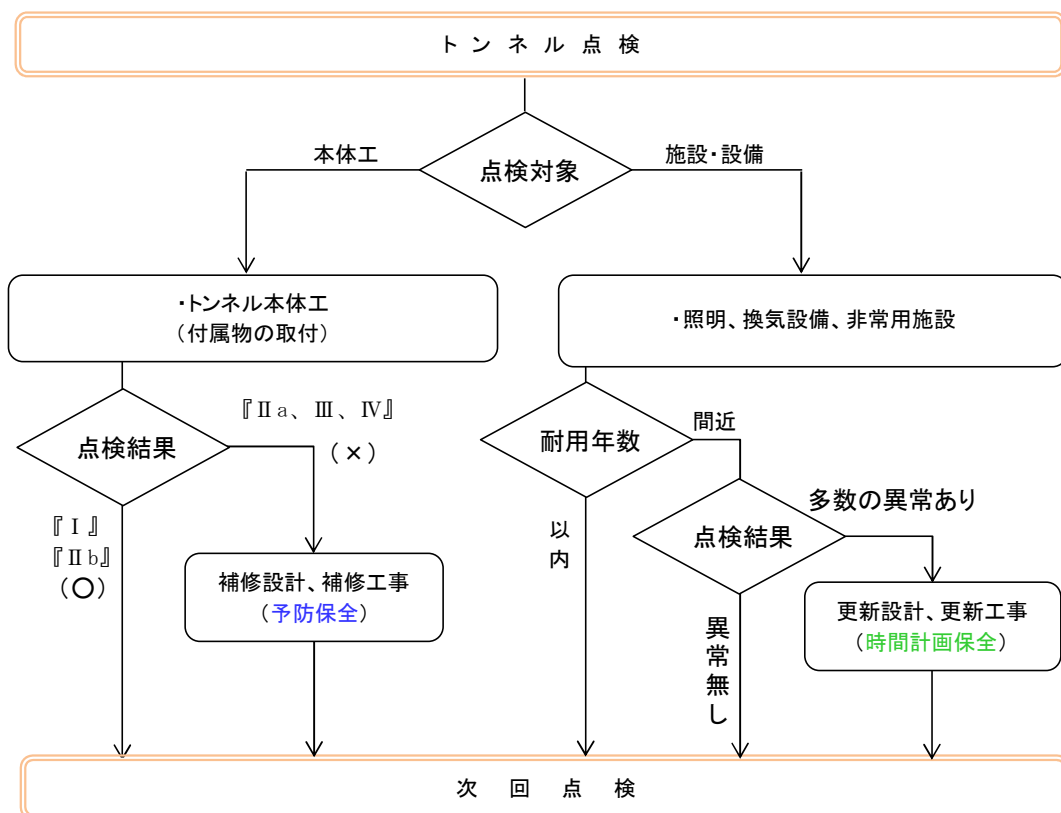 トンネル点検
本体工
施設・設備
点検対象
・トンネル本体工
（付属物の取付）
・照明、換気設備、非常用施設
『Ⅱa、Ⅲ、Ⅳ』
（×）
点検結果
『Ⅰ』
『Ⅱb』
（〇）
補修設計、補修工事
（予防保全）
耐用年数
間近
以内
点検結果
多数の異常あり
異常無し
更新設計、更新工事
（時間計画保全）
次回点検